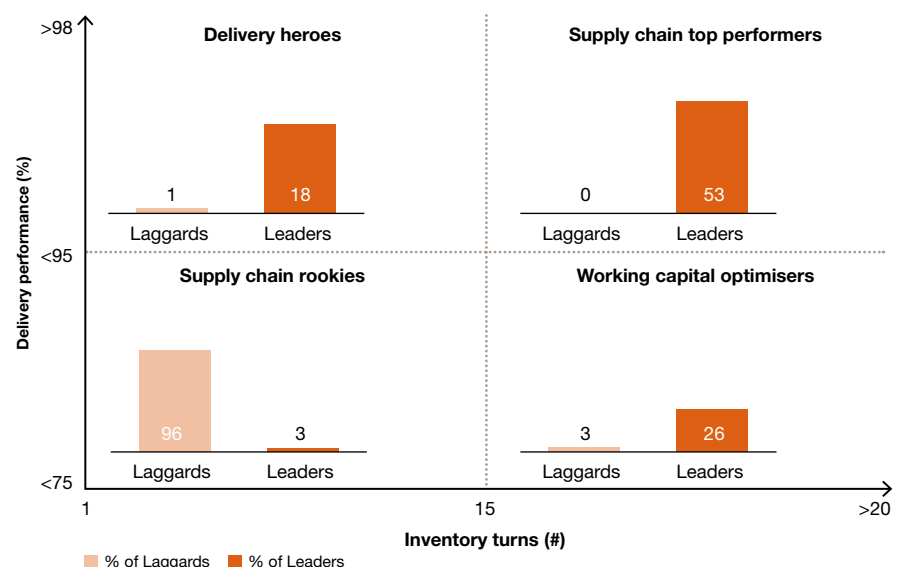 >98
Delivery heroes
Supply chain top performers
1
18
0
53
Laggards
Leaders
Laggards
Leaders
<95
Supply chain rookies
Working capital optimisers
96
3
3
26
Laggards
Leaders
Laggards
Leaders
<75
1
15
>20
Delivery performance (%)
Inventory turns (#)
% of Laggards
% of Leaders